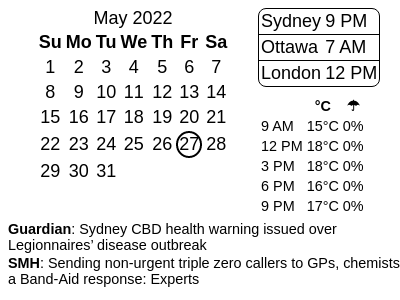 May 2022
Su Mo Tu We Th Fr Sa
1 2 3 4 5 6 7
8 9 10 11 12 13 14
15 16 17 18 19 20 21
22 23 24 25 26 27 28
29 30 31
Sydney 9 PM
Ottawa 7 AM
London 12 PM
°C ☂
9 AM 15°C 0%
12 PM 18°C 0%
3 PM 18°C 0%
6 PM 16°C 0%
9 PM 17°C 0%
Guardian: Sydney CBD health warning issued over
Legionnaires’ disease outbreak
SMH: Sending non-urgent triple zero callers to GPs, chemists
a Band-Aid response: Experts